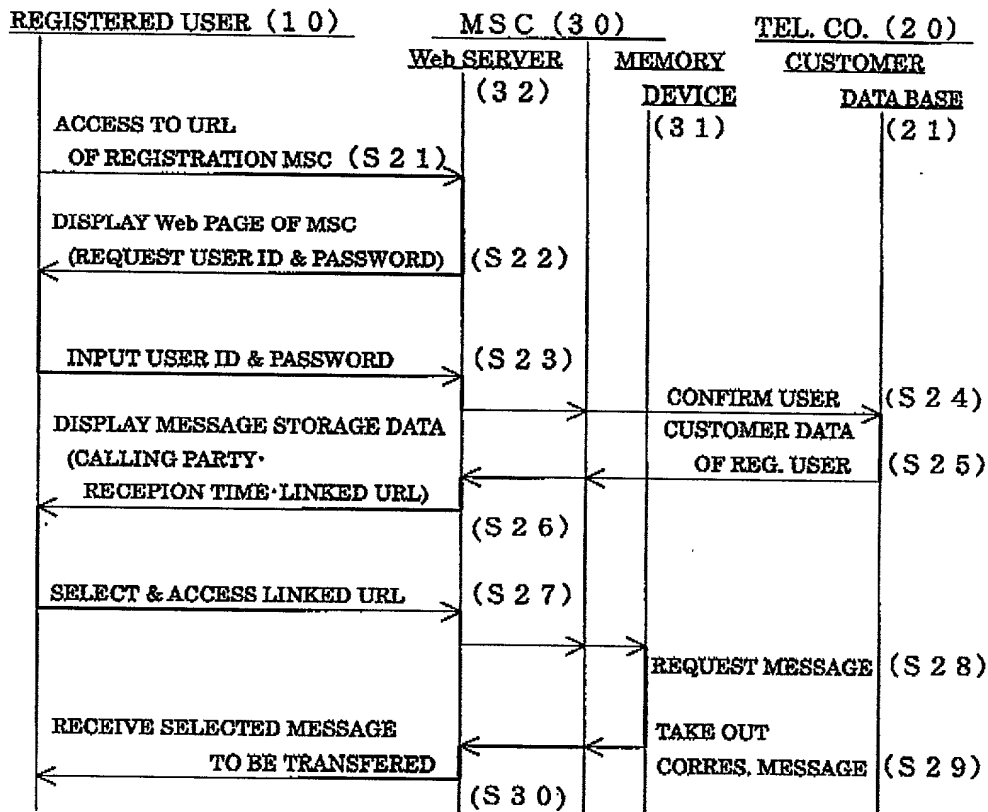 REGISTERED USER (10)
MSC (30)
TEL. CO. (20)
Web SERVER
(32)
MEMORY
DEVICE
(31)
CUSTOMER
DATA BASE
(21)
ACCESS TO URL
OF REGISTRATION MSC (S21)
DISPLAY Web PAGE OF MSC
(REQUEST USER ID & PASSWORD) (S22)
INPUT USER ID & PASSWORD (S23)
CONFIRM USER (S24)
DISPLAY MESSAGE STORAGE DATA
(CALLING PARTY·
RECEPION TIME·LINKED URL)
CUSTOMER DATA
OF REG. USER (S25)
(S26)
SELECT & ACCESS LINKED URL (S27)
REQUEST MESSAGE (S28)
RECEIVE SELECTED MESSAGE
TO BE TRANSFERED
TAKE OUT
CORRES. MESSAGE (S29)
(S30)